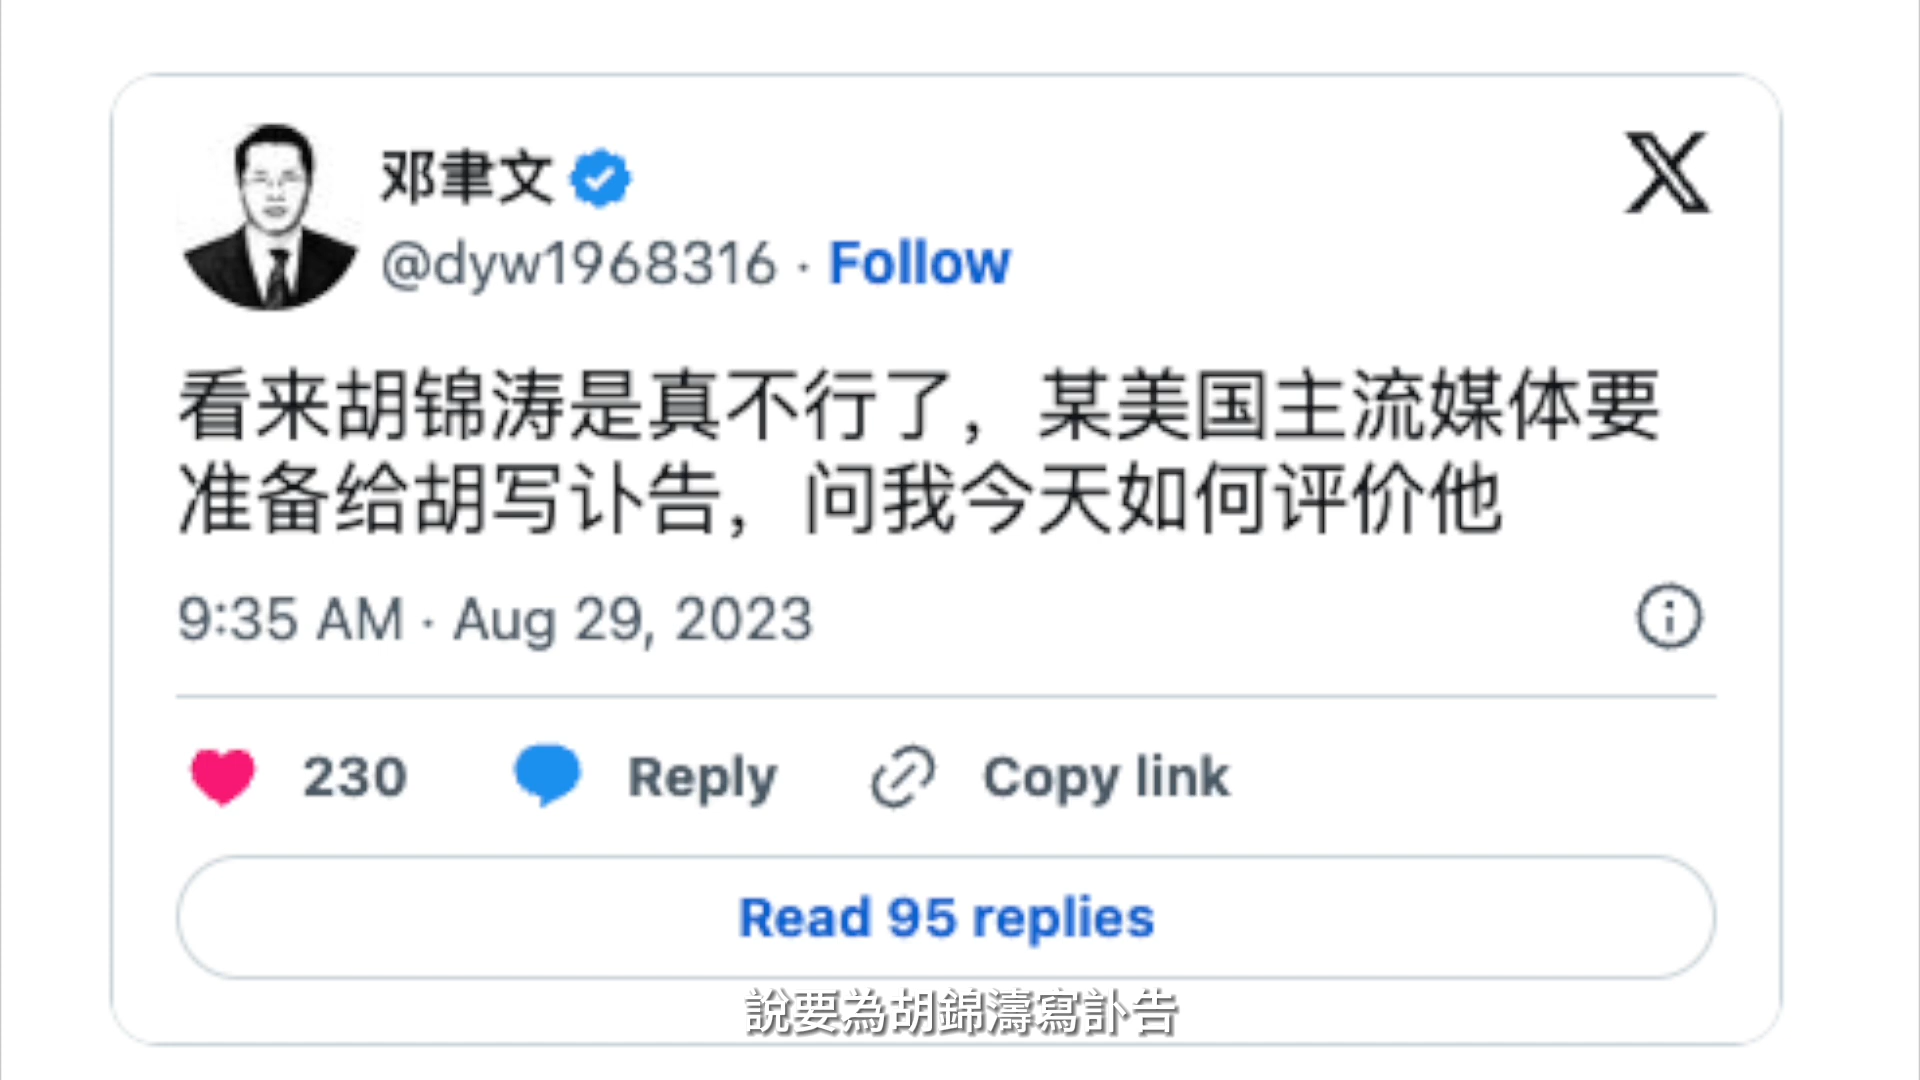 邓聿文
@dyw1968316 · Follow
看来胡锦涛是真不行了，某美国主流媒体要
准备给胡写讣告，问我今天如何评价他
9:35 AM · Aug 29, 2023
230 Reply Copy link
Read 95 replies
說要為胡錦濤寫訃告